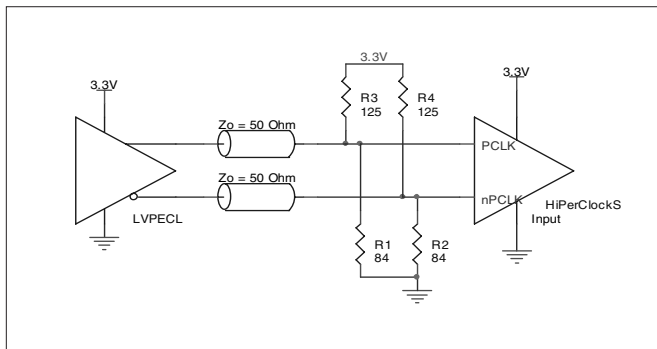 3.3V
3.3V
3.3V
R3
125
R4
125
Zo = 50 Ohm
PCLK
Zo = 50 Ohm
nPCLK
HiPerClockS
Input
LVPECL
R1
84
R2
84